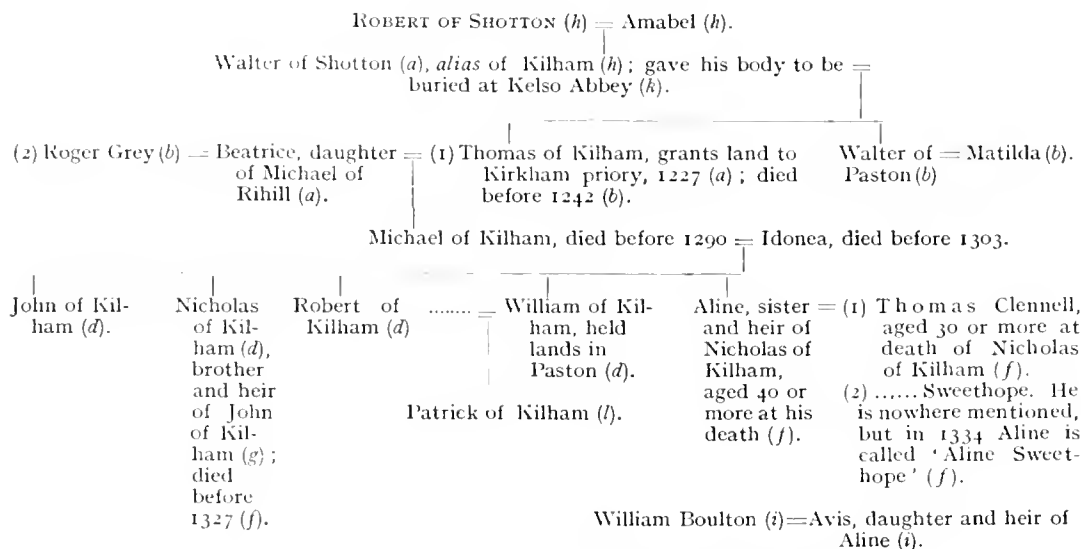 ROBERT OF SHOTTON (h) = Amabel (h).
Walter of Shotton (a), alias of Kilham (h); gave his body to be =
buried at Kelso Abbey (k).
(2) Roger Grey (b) = Beatrice, daughter
of Michael of
Rihill (a).
= (1) Thomas of Kilham, grants land to
Kirkham priory, 1227 (a); died
before 1242 (b).
Walter of = Matilda (b).
Paston (b)
Michael of Kilham, died before 1290 = Idonea, died before 1303.
John of Kil-
ham (d).
Nicholas
of Kil-
ham (d),
brother
and heir
of John
of Kil-
ham (g);
died
before
1327 (f).
Robert of
Kilham (d)
........ =
William of Kil-
ham, held
lands in
Paston (d).
Patrick of Kilham (l).
Aline, sister
and heir of
Nicholas of
Kilham,
aged 40 or
more at his
death (f).
= (1) Thomas Clennell,
aged 30 or more at
death of Nicholas
of Kilham (f).
(2) ...... Sweethope. He
is nowhere mentioned,
but in 1334 Aline is
called 'Aline Sweet-
hope' (f).
William Boulton (i)=Avis, daughter and heir of
Aline (i).